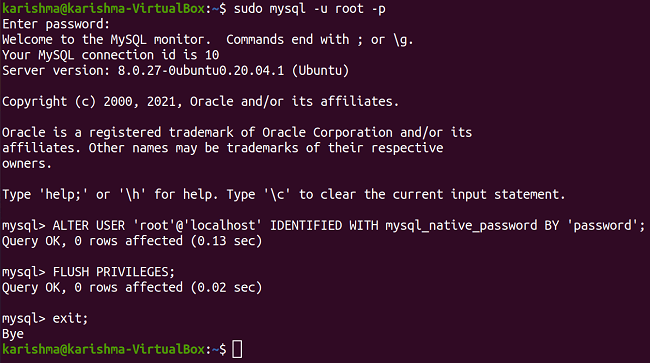 karishma@karishma-VirtualBox:~$ sudo mysql -u root -p
Enter password:
Welcome to the MySQL monitor.  Commands end with ; or \g.
Your MySQL connection id is 10
Server version: 8.0.27-0ubuntu0.20.04.1 (Ubuntu)
Copyright (c) 2000, 2021, Oracle and/or its affiliates.
Oracle is a registered trademark of Oracle Corporation and/or its
affiliates. Other names may be trademarks of their respective
owners.
Type 'help;' or '\h' for help. Type '\c' to clear the current input statement.
mysql> ALTER USER 'root'@'localhost' IDENTIFIED WITH mysql_native_password BY 'password';
Query OK, 0 rows affected (0.13 sec)
mysql> FLUSH PRIVILEGES;
Query OK, 0 rows affected (0.02 sec)
mysql> exit;
Bye
karishma@karishma-VirtualBox:~$